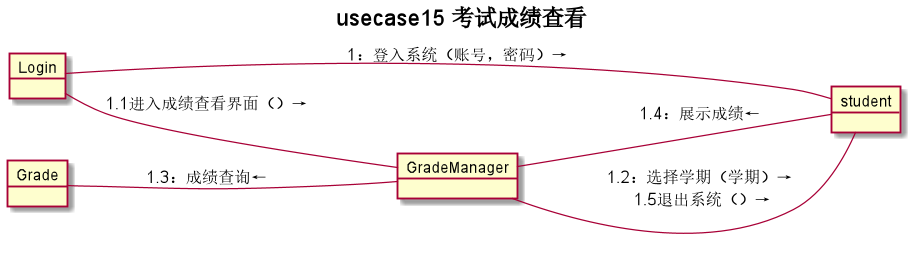 usecase15 考试成绩查看
1：登入系统（账号，密码）→
Login
1.1进入成绩查看界面（）→
student
1.4：展示成绩←
GradeManager
Grade
1.3：成绩查询←
1.2：选择学期（学期）→
1.5退出系统（）→